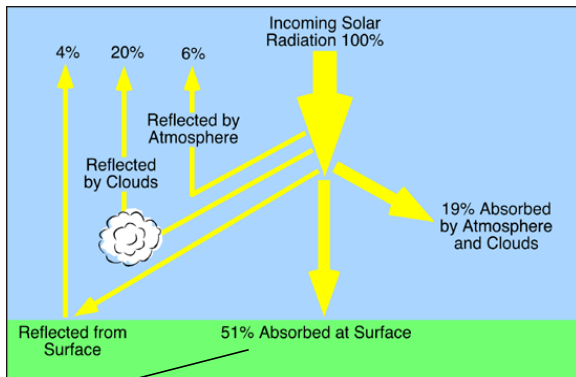 Incoming Solar
Radiation 100%
4%
20%
6%
Reflected by
Atmosphere
Reflected
by Clouds
19% Absorbed
by Atmosphere
and Clouds
Reflected from
Surface
51% Absorbed at Surface